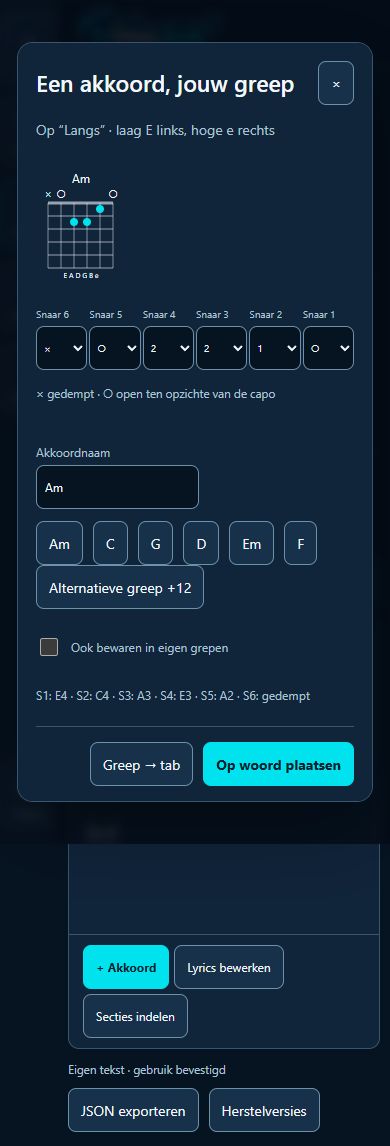 Een akkoord, jouw greep ×
Op “Langs” · laag E links, hoge e rechts
Am
× O O
E A D G B e
Snaar 6 Snaar 5 Snaar 4 Snaar 3 Snaar 2 Snaar 1
× O 2 2 1 O
× gedempt · O open ten opzichte van de capo
Akkoordnaam
Am
Am C G D Em F
Alternatieve greep +12
Ook bewaren in eigen grepen
S1: E4 · S2: C4 · S3: A3 · S4: E3 · S5: A2 · S6: gedempt
Greep → tab Op woord plaatsen
+ Akkoord Lyrics bewerken
Secties indelen
Eigen tekst · gebruik bevestigd
JSON exporteren Herstelversies